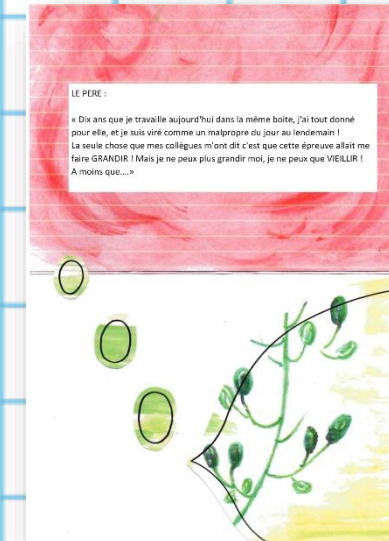 LE PERE :
« Dix ans que je travaille aujourd'hui dans la même boite, j'ai tout donné
pour elle, et je suis viré comme un malpropre du jour au lendemain !
La seule chose que mes collègues m'ont dit c'est que cette épreuve allait me
faire GRANDIR ! Mais je ne peux plus grandir moi, je ne peux que VIEILLIR !
A moins que....»